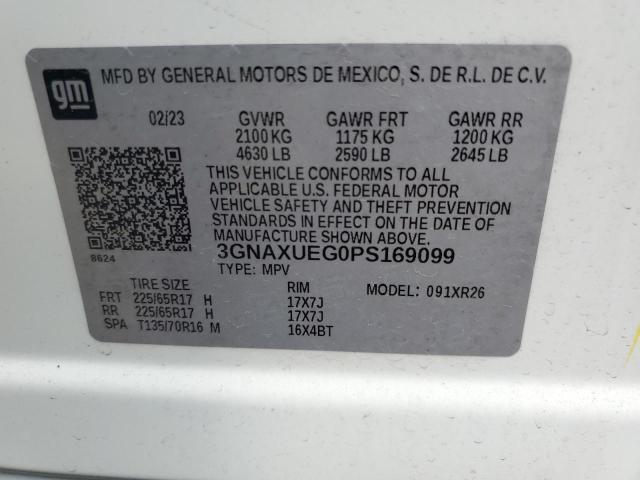 gm
MFD BY GENERAL MOTORS DE MEXICO, S. DE R.L. DE C.V.
02/23 GVWR GAWR FRT GAWR RR
2100 KG 1175 KG 1200 KG
4630 LB 2590 LB 2645 LB
THIS VEHICLE CONFORMS TO ALL
APPLICABLE U.S. FEDERAL MOTOR
VEHICLE SAFETY AND THEFT PREVENTION
STANDARDS IN EFFECT ON THE DATE OF
MANUFACTURE SHOWN ABOVE.
8624 3GNAXUEG0PS169099
TYPE: MPV
TIRE SIZE RIM MODEL: 091XR26
FRT 225/65R17 H 17X7J
RR 225/65R17 H 17X7J
SPA T135/70R16 M 16X4BT